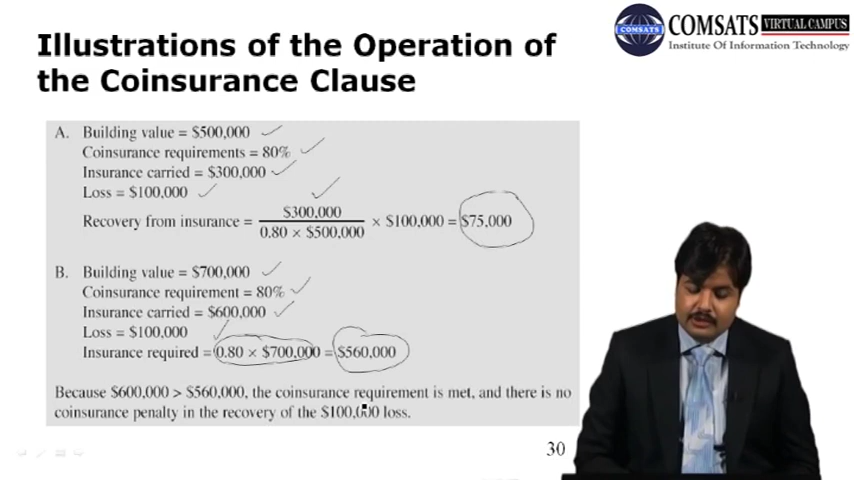 Illustrations of the Operation of
the Coinsurance Clause
COMSATS
COMSATS VIRTUAL CAMPUS
Institute Of Information Technology
A. Building value = $500,000
Coinsurance requirements = 80%
Insurance carried = $300,000
Loss = $100,000
Recovery from insurance = $300,000 / 0.80 × $500,000 × $100,000 = $75,000
B. Building value = $700,000
Coinsurance requirement = 80%
Insurance carried = $600,000
Loss = $100,000
Insurance required = 0.80 × $700,000 = $560,000
Because $600,000 > $560,000, the coinsurance requirement is met, and there is no
coinsurance penalty in the recovery of the $100,000 loss.
30